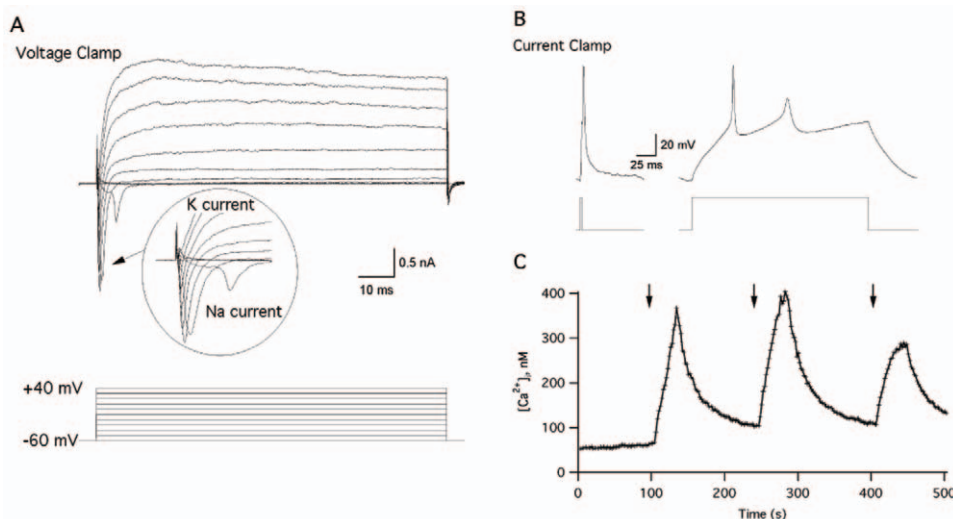 A
Voltage Clamp
K current
Na current
0.5 nA
10 ms
+40 mV
-60 mV
B
Current Clamp
20 mV
25 ms
C
[Ca²⁺]i, nM
400
300
200
100
0
0 100 200 300 400 500
Time (s)